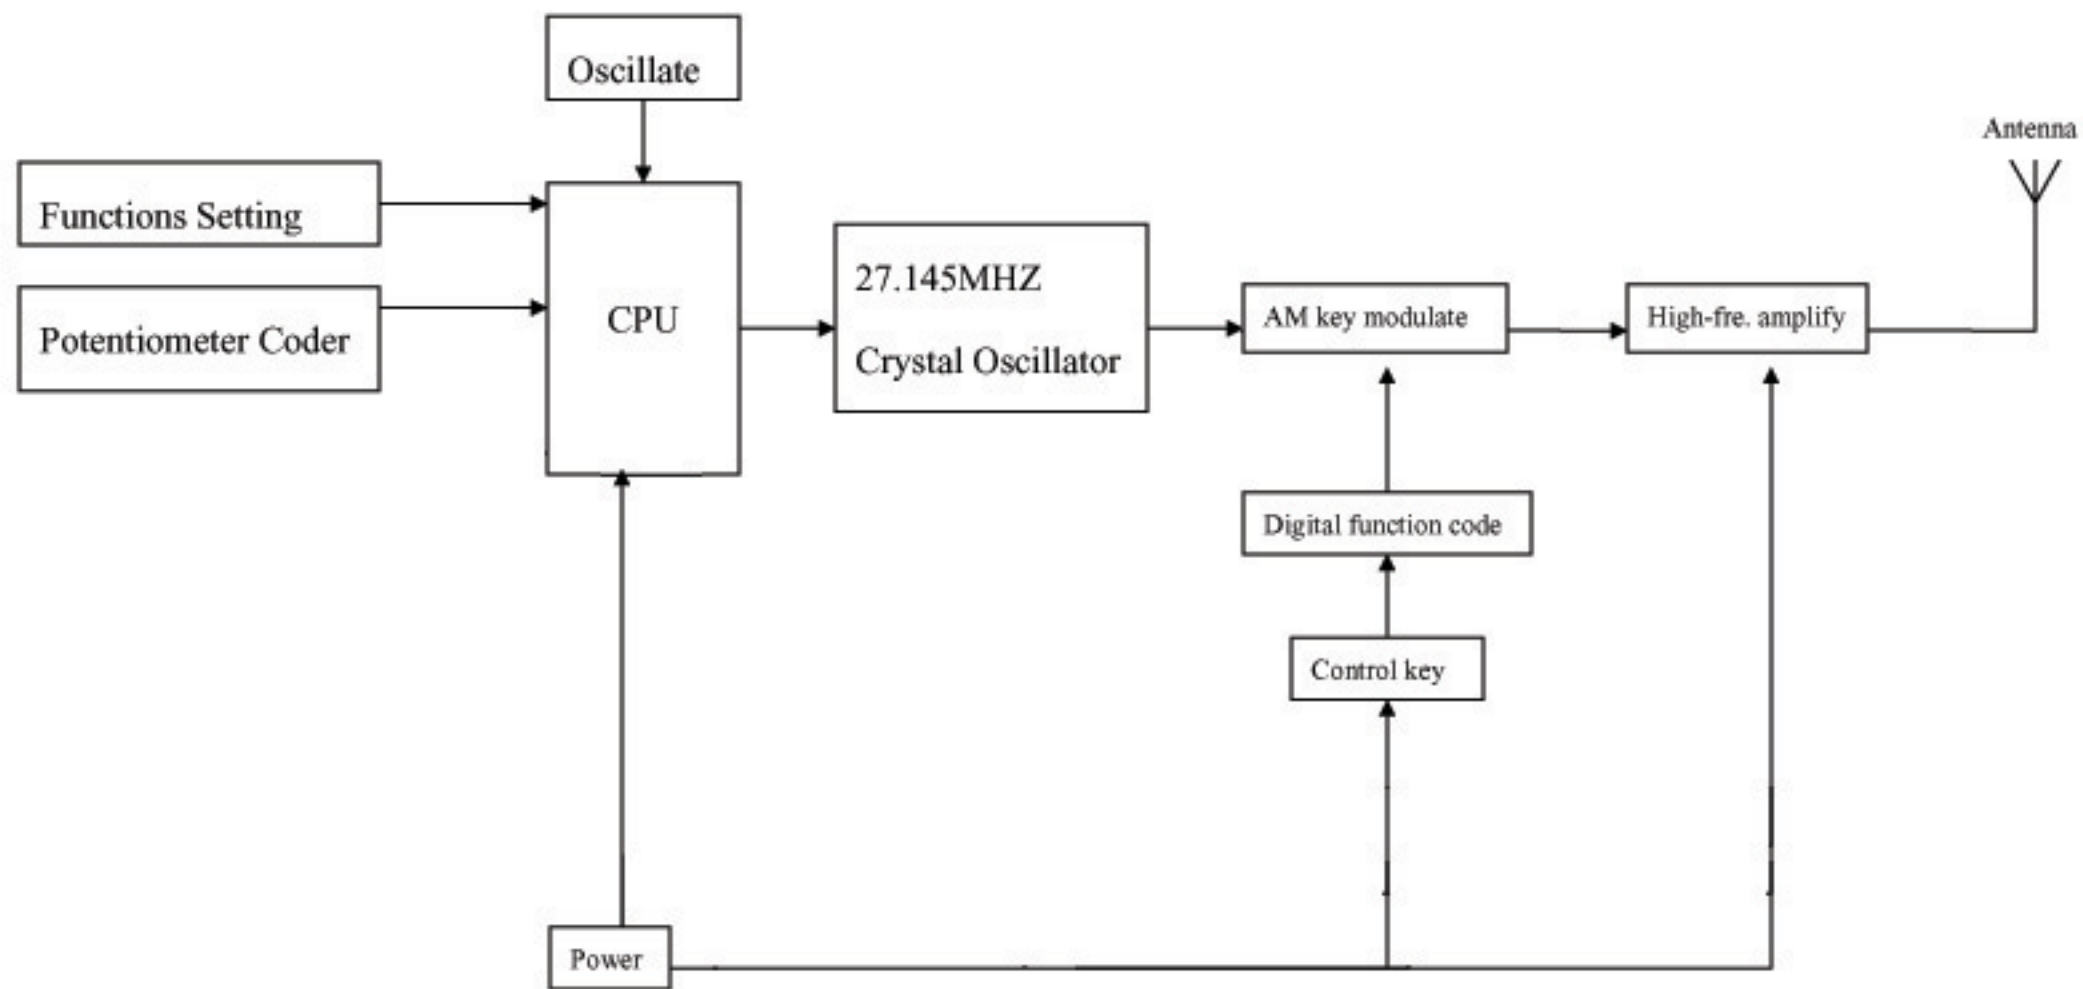 Oscillate
Antenna
Functions Setting
Potentiometer Coder
CPU
27.145MHZ
Crystal Oscillator
AM key modulate
High-fre. amplify
Digital function code
Control key
Power